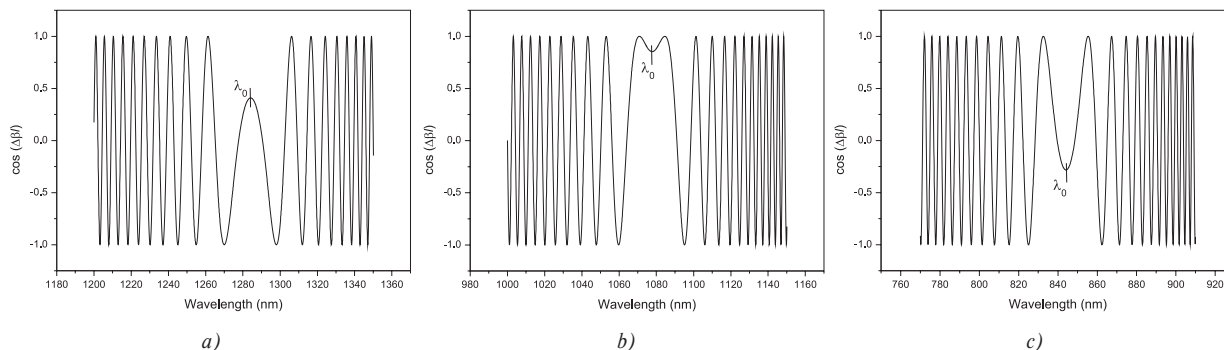 1.0
0.5
0.0
-0.5
-1.0
cos (Δβl)
λ0
1180 1200 1220 1240 1260 1280 1300 1320 1340 1360
Wavelength (nm)
a)
1.0
0.5
0.0
-0.5
-1.0
cos (Δβl)
λ0
980 1000 1020 1040 1060 1080 1100 1120 1140 1160
Wavelength (nm)
b)
1.0
0.5
0.0
-0.5
-1.0
cos (Δβl)
λ0
760 780 800 820 840 860 880 900 920
Wavelength (nm)
c)